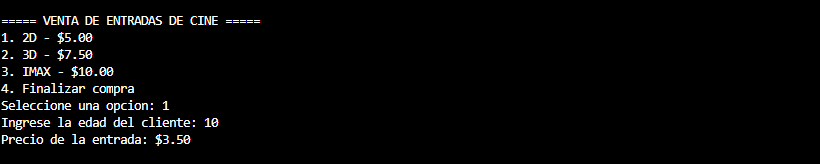 ===== VENTA DE ENTRADAS DE CINE =====
1. 2D - $5.00
2. 3D - $7.50
3. IMAX - $10.00
4. Finalizar compra
Seleccione una opcion: 1
Ingrese la edad del cliente: 10
Precio de la entrada: $3.50